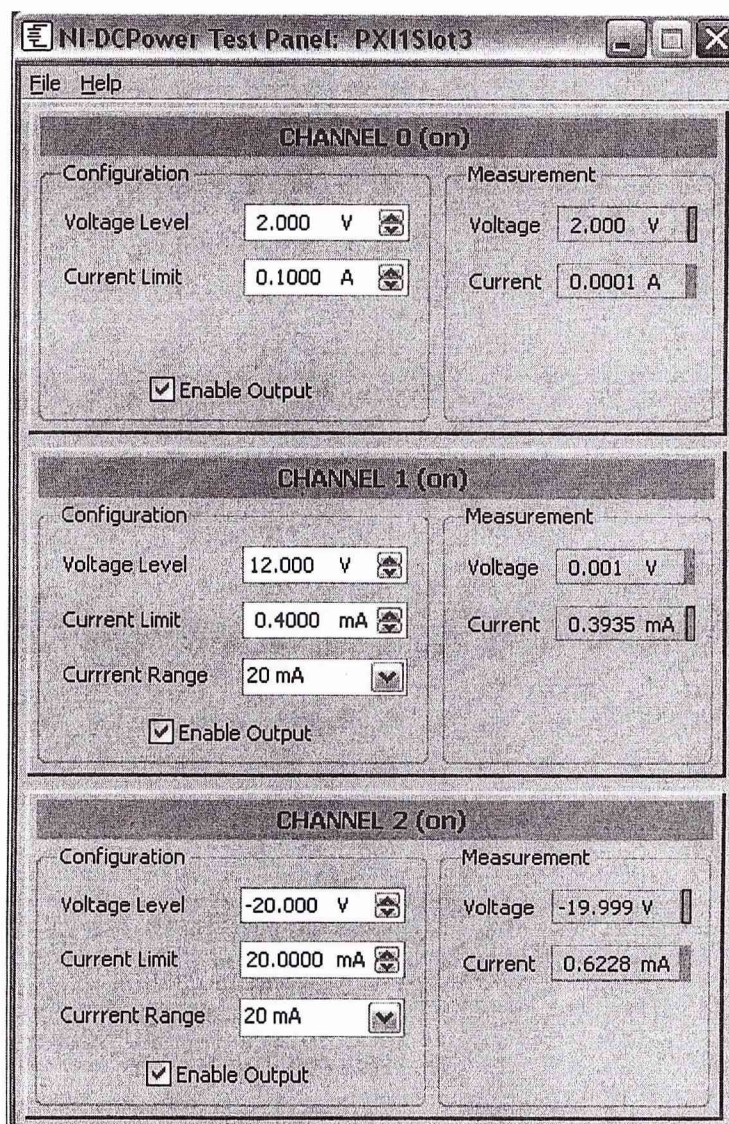 NI-DCPower Test Panel: PXI1Slot3
File Help
CHANNEL 0 (on)
Configuration
Voltage Level 2.000 V
Current Limit 0.1000 A
Enable Output
Measurement
Voltage 2.000 V
Current 0.0001 A
CHANNEL 1 (on)
Configuration
Voltage Level 12.000 V
Current Limit 0.4000 mA
Currrent Range 20 mA
Enable Output
Measurement
Voltage 0.001 V
Current 0.3935 mA
CHANNEL 2 (on)
Configuration
Voltage Level -20.000 V
Current Limit 20.0000 mA
Currrent Range 20 mA
Enable Output
Measurement
Voltage -19.999 V
Current 0.6228 mA